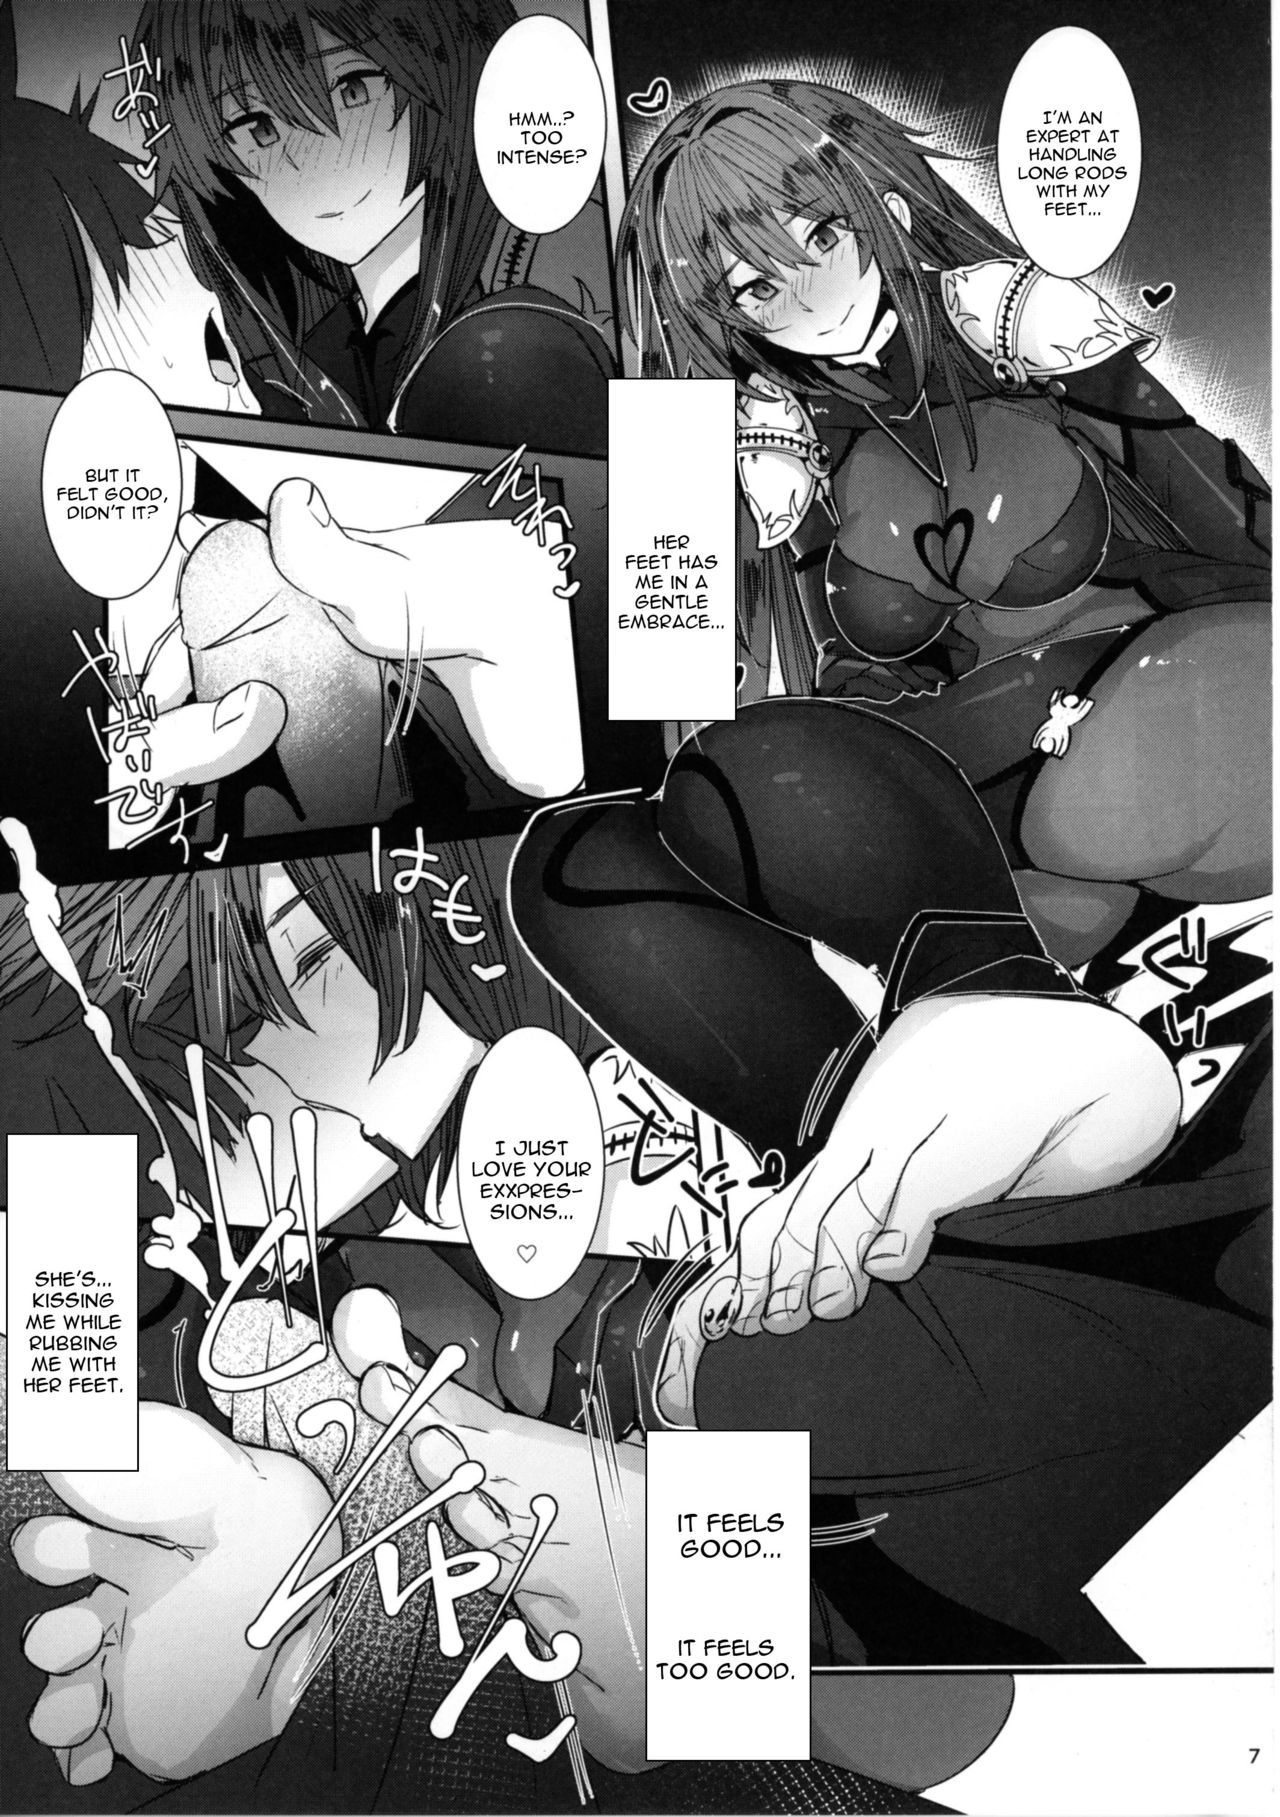 I'M AN
EXPERT AT
HANDLING
LONG RODS
WITH MY
FEET...
HER
FEET HAS
ME IN A
GENTLE
EMBRACE...
HMM..?
TOO
INTENSE?
BUT IT
FELT GOOD,
DIDN'T IT?
はも
I JUST
LOVE YOUR
EXXPRES-
SIONS...
♡
SHE'S...
KISSING
ME WHILE
RUBBING
ME WITH
HER FEET.
IT FEELS
GOOD...
IT FEELS
TOO GOOD.
7